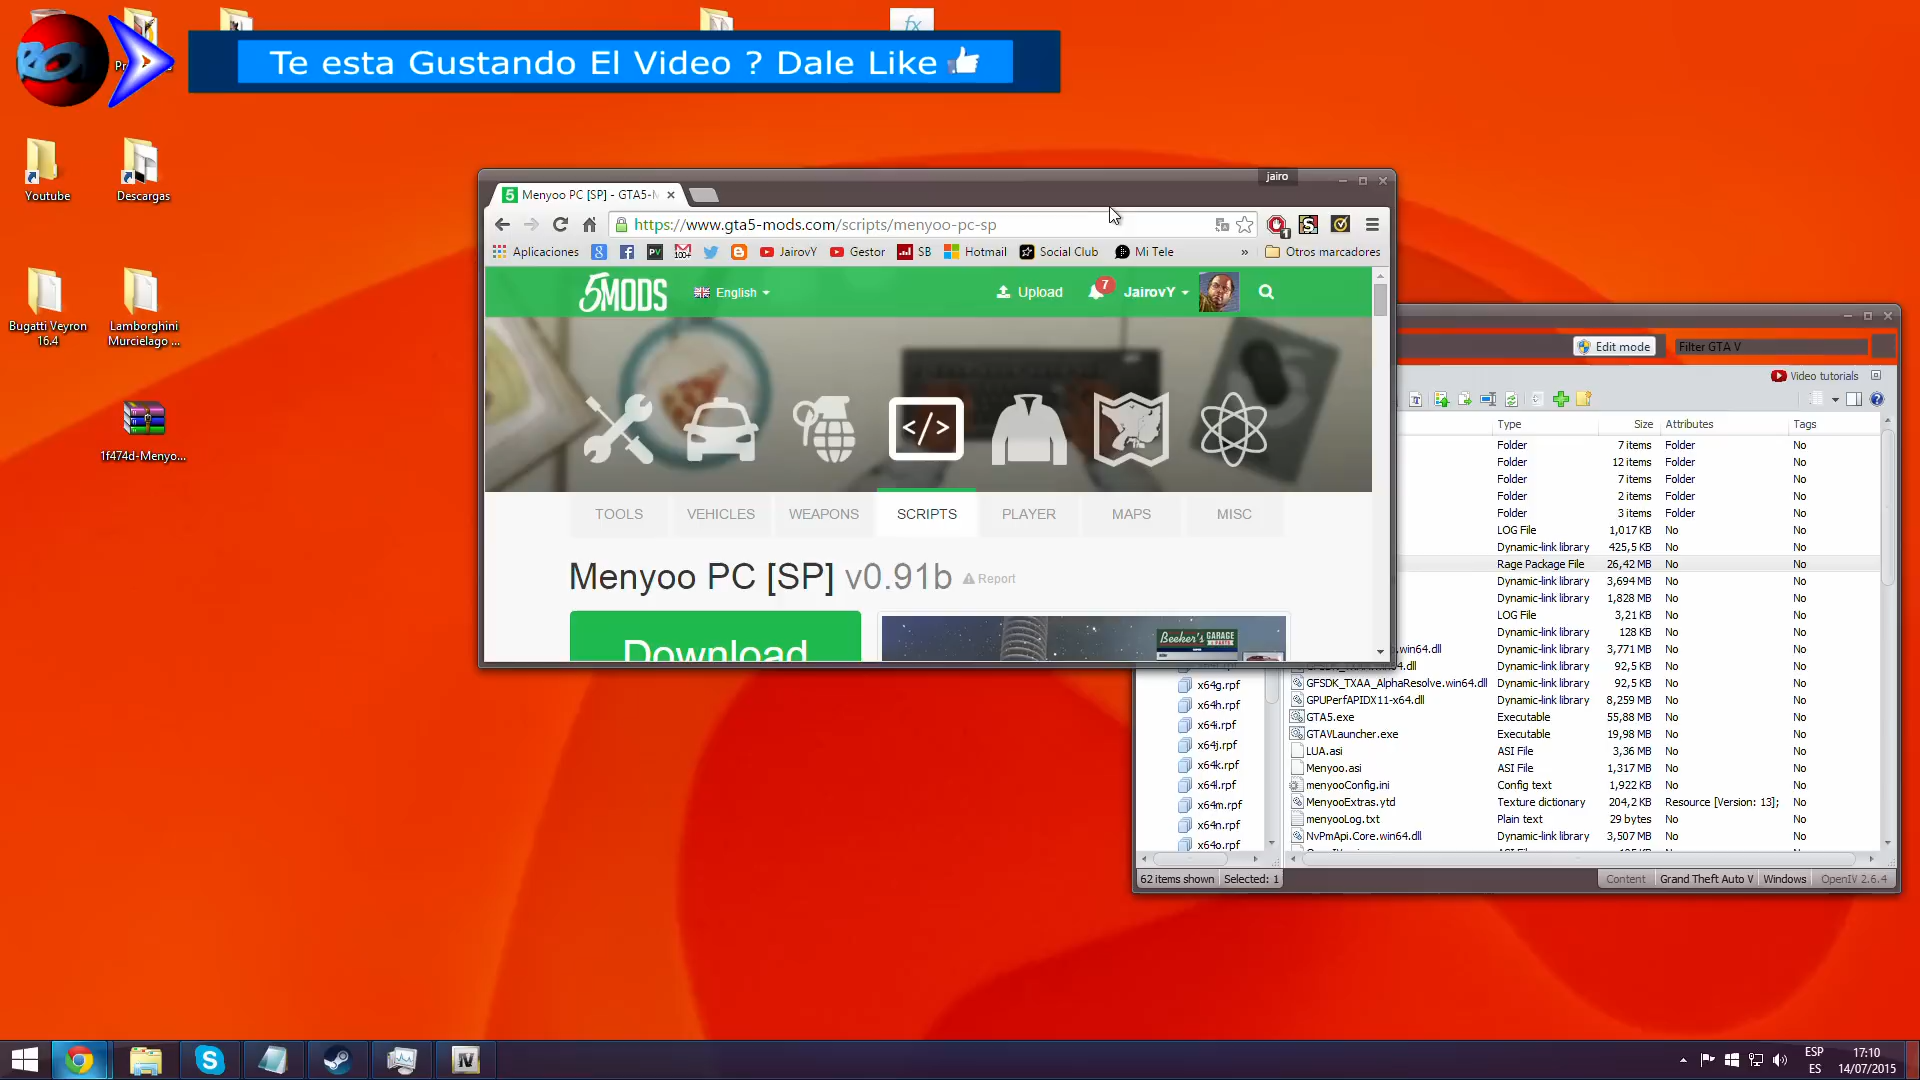 Te esta Gustando El Video ? Dale Like
Youtube
Descargas
Bugatti Veyron
16.4
Lamborghini
Murcielago ...
1f474d-Menyo...
jairo
Menyoo PC [SP] - GTA5-
https://www.gta5-mods.com/scripts/menyoo-pc-sp
Aplicaciones
JairovY
Gestor
SB
Hotmail
Social Club
Mi Tele
»
Otros marcadores
5MODS
English
Upload
7
JairovY
TOOLS
VEHICLES
WEAPONS
SCRIPTS
PLAYER
MAPS
MISC
Menyoo PC [SP] v0.91b
Report
Download
Beeker's GARAGE
Edit mode
Filter GTA V
Video tutorials
Type Size Attributes Tags
Folder 7 items Folder No
Folder 12 items Folder No
Folder 7 items Folder No
Folder 2 items Folder No
Folder 3 items Folder No
LOG File 1,017 KB No No
Dynamic-link library 425,5 KB No No
Rage Package File 26,42 MB No No
Dynamic-link library 3,694 MB No No
Dynamic-link library 1,828 MB No No
LOG File 3,21 KB No No
Dynamic-link library 128 KB No No
.win64.dll Dynamic-link library 3,771 MB No No
Dynamic-link library 92,5 KB No No
GFSDK_TXAA_AlphaResolve.win64.dll Dynamic-link library 92,5 KB No No
GPUPerfAPIDX11-x64.dll Dynamic-link library 8,259 MB No No
GTA5.exe Executable 55,88 MB No No
GTAVLauncher.exe Executable 19,98 MB No No
LUA.asi ASI File 3,36 MB No No
Menyoo.asi ASI File 1,317 MB No No
menyooConfig.ini Config text 1,922 KB No No
MenyooExtras.ytd Texture dictionary 204,2 KB Resource [Version: 13]; No
menyooLog.txt Plain text 29 bytes No No
NvPmApi.Core.win64.dll Dynamic-link library 3,507 MB No No
x64g.rpf
x64h.rpf
x64i.rpf
x64j.rpf
x64k.rpf
x64l.rpf
x64m.rpf
x64n.rpf
x64o.rpf
62 items shown
Selected: 1
Content
Grand Theft Auto V
Windows
OpenIV 2.6.4
ESP
ES
17:10
14/07/2015